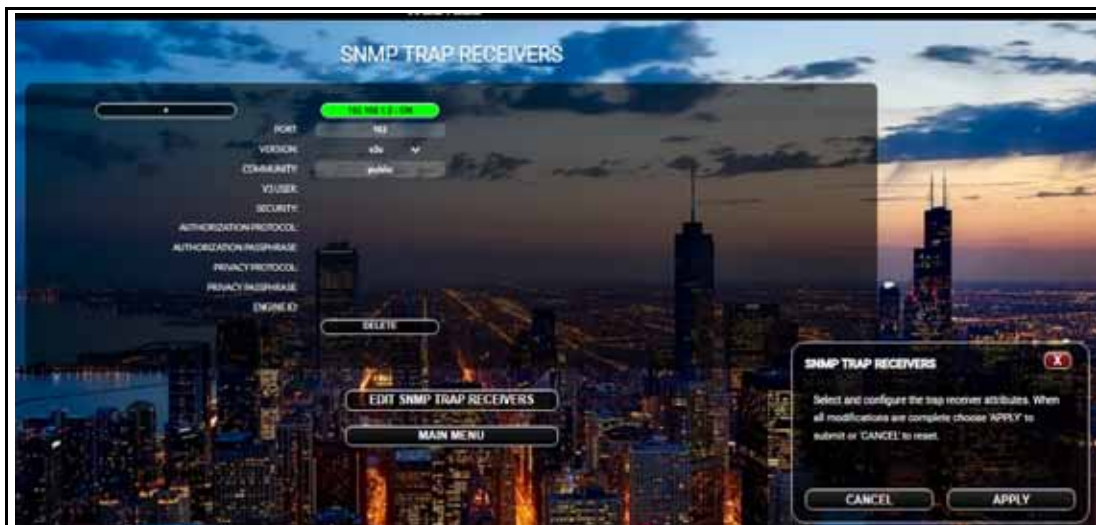 SNMP TRAP RECEIVERS
+
PORT:
162
VERSION:
COMMUNITY:
public
V3 USER:
SECURITY:
AUTHORIZATION PROTOCOL:
AUTHORIZATION PASSPHRASE:
PRIVACY PROTOCOL:
PRIVACY PASSPHRASE:
ENGINE ID:
DELETE
EDIT SNMP TRAP RECEIVERS
MAIN MENU
SNMP TRAP RECEIVERS
X
Select and configure the trap receiver attributes. When
all modifications are complete choose 'APPLY' to
submit or 'CANCEL' to reset.
CANCEL
APPLY